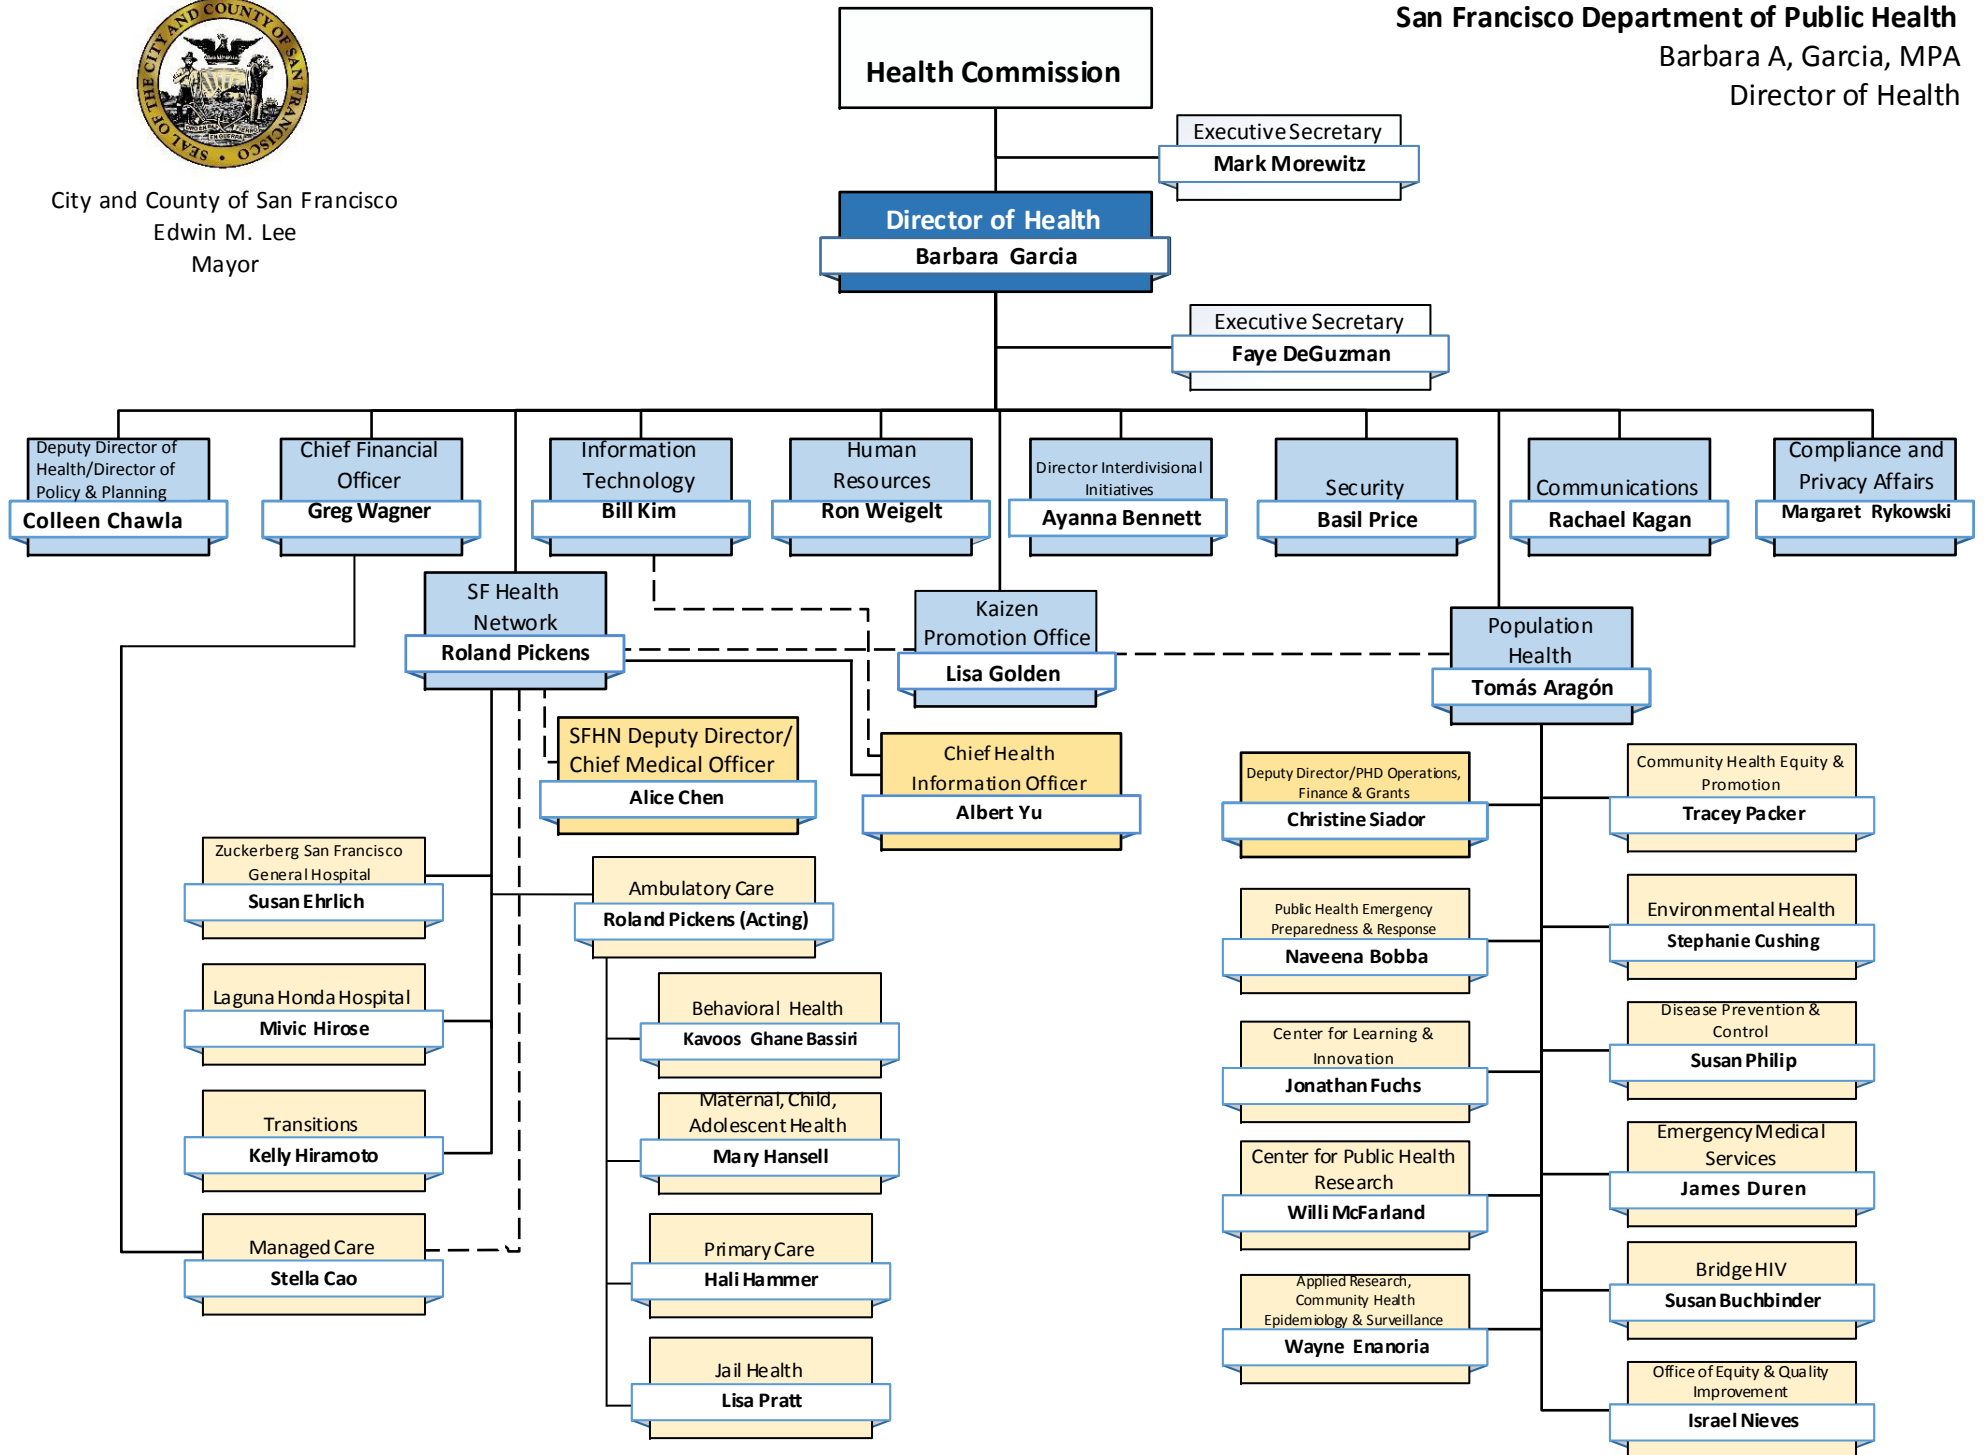 SEAL OF THE CITY AND COUNTY OF SAN FRANCISCO
City and County of San Francisco
Edwin M. Lee
Mayor
San Francisco Department of Public Health
Barbara A, Garcia, MPA
Director of Health
Health Commission
Executive Secretary
Mark Morewitz
Director of Health
Barbara Garcia
Executive Secretary
Faye DeGuzman
Deputy Director of
Health/Director of
Policy & Planning
Colleen Chawla
Chief Financial
Officer
Greg Wagner
Information
Technology
Bill Kim
Human
Resources
Ron Weigelt
Director Interdivisional
Initiatives
Ayanna Bennett
Security
Basil Price
Communications
Rachael Kagan
Compliance and
Privacy Affairs
Margaret Rykowski
SF Health
Network
Roland Pickens
Kaizen
Promotion Office
Lisa Golden
Population
Health
Tomás Aragón
SFHN Deputy Director/
Chief Medical Officer
Alice Chen
Chief Health
Information Officer
Albert Yu
Zuckerberg San Francisco
General Hospital
Susan Ehrlich
Laguna Honda Hospital
Mivic Hirose
Transitions
Kelly Hiramoto
Managed Care
Stella Cao
Ambulatory Care
Roland Pickens (Acting)
Behavioral Health
Kavoos Ghane Bassiri
Maternal, Child,
Adolescent Health
Mary Hansell
Primary Care
Hali Hammer
Jail Health
Lisa Pratt
Deputy Director/PHD Operations,
Finance & Grants
Christine Siador
Public Health Emergency
Preparedness & Response
Naveena Bobba
Center for Learning &
Innovation
Jonathan Fuchs
Center for Public Health
Research
Willi McFarland
Applied Research,
Community Health
Epidemiology & Surveillance
Wayne Enanoria
Community Health Equity &
Promotion
Tracey Packer
Environmental Health
Stephanie Cushing
Disease Prevention &
Control
Susan Philip
Emergency Medical
Services
James Duren
Bridge HIV
Susan Buchbinder
Office of Equity & Quality
Improvement
Israel Nieves